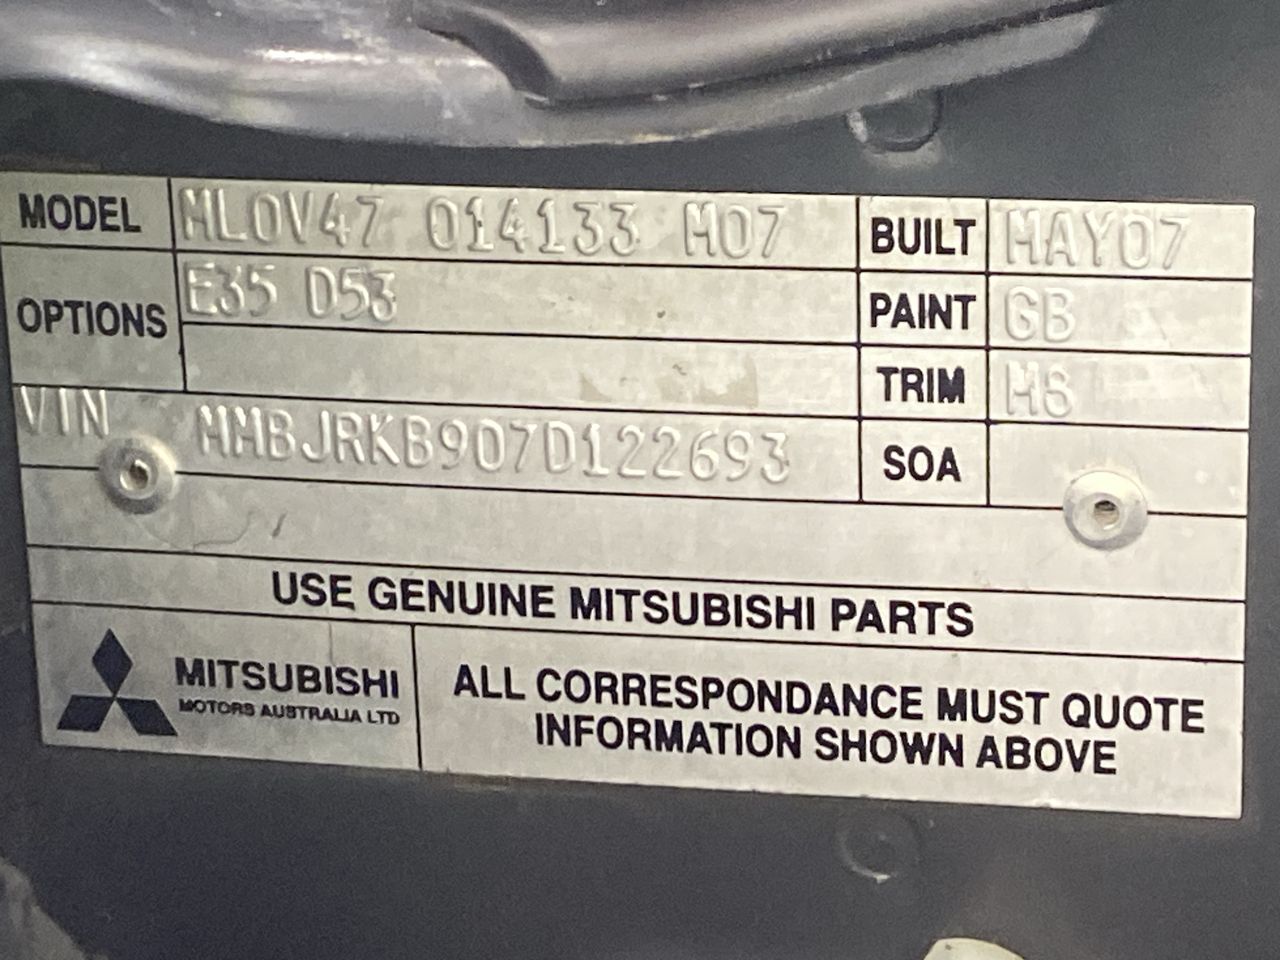 MODEL ML0V47 014133 M07 BUILT MAY07
OPTIONS E35 D53 PAINT GB
TRIM M8
VIN MMBJRKB907D122693 SOA
USE GENUINE MITSUBISHI PARTS
MITSUBISHI
MOTORS AUSTRALIA LTD
ALL CORRESPONDANCE MUST QUOTE
INFORMATION SHOWN ABOVE